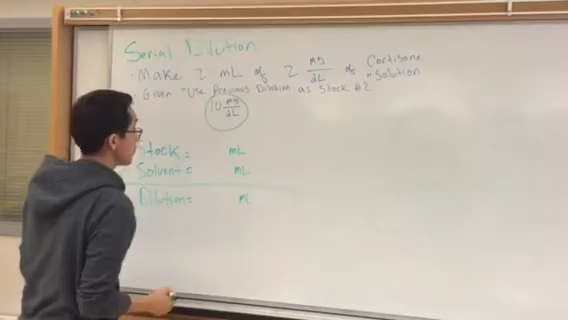 Serial Dilution
· Make 2 mL of 2 mg/dL of Cortisone
Solution
· Given "Use Previous Dilution as Stock #2
10 mg/dL
Stock = mL
Solvent = mL
Dilution = mL